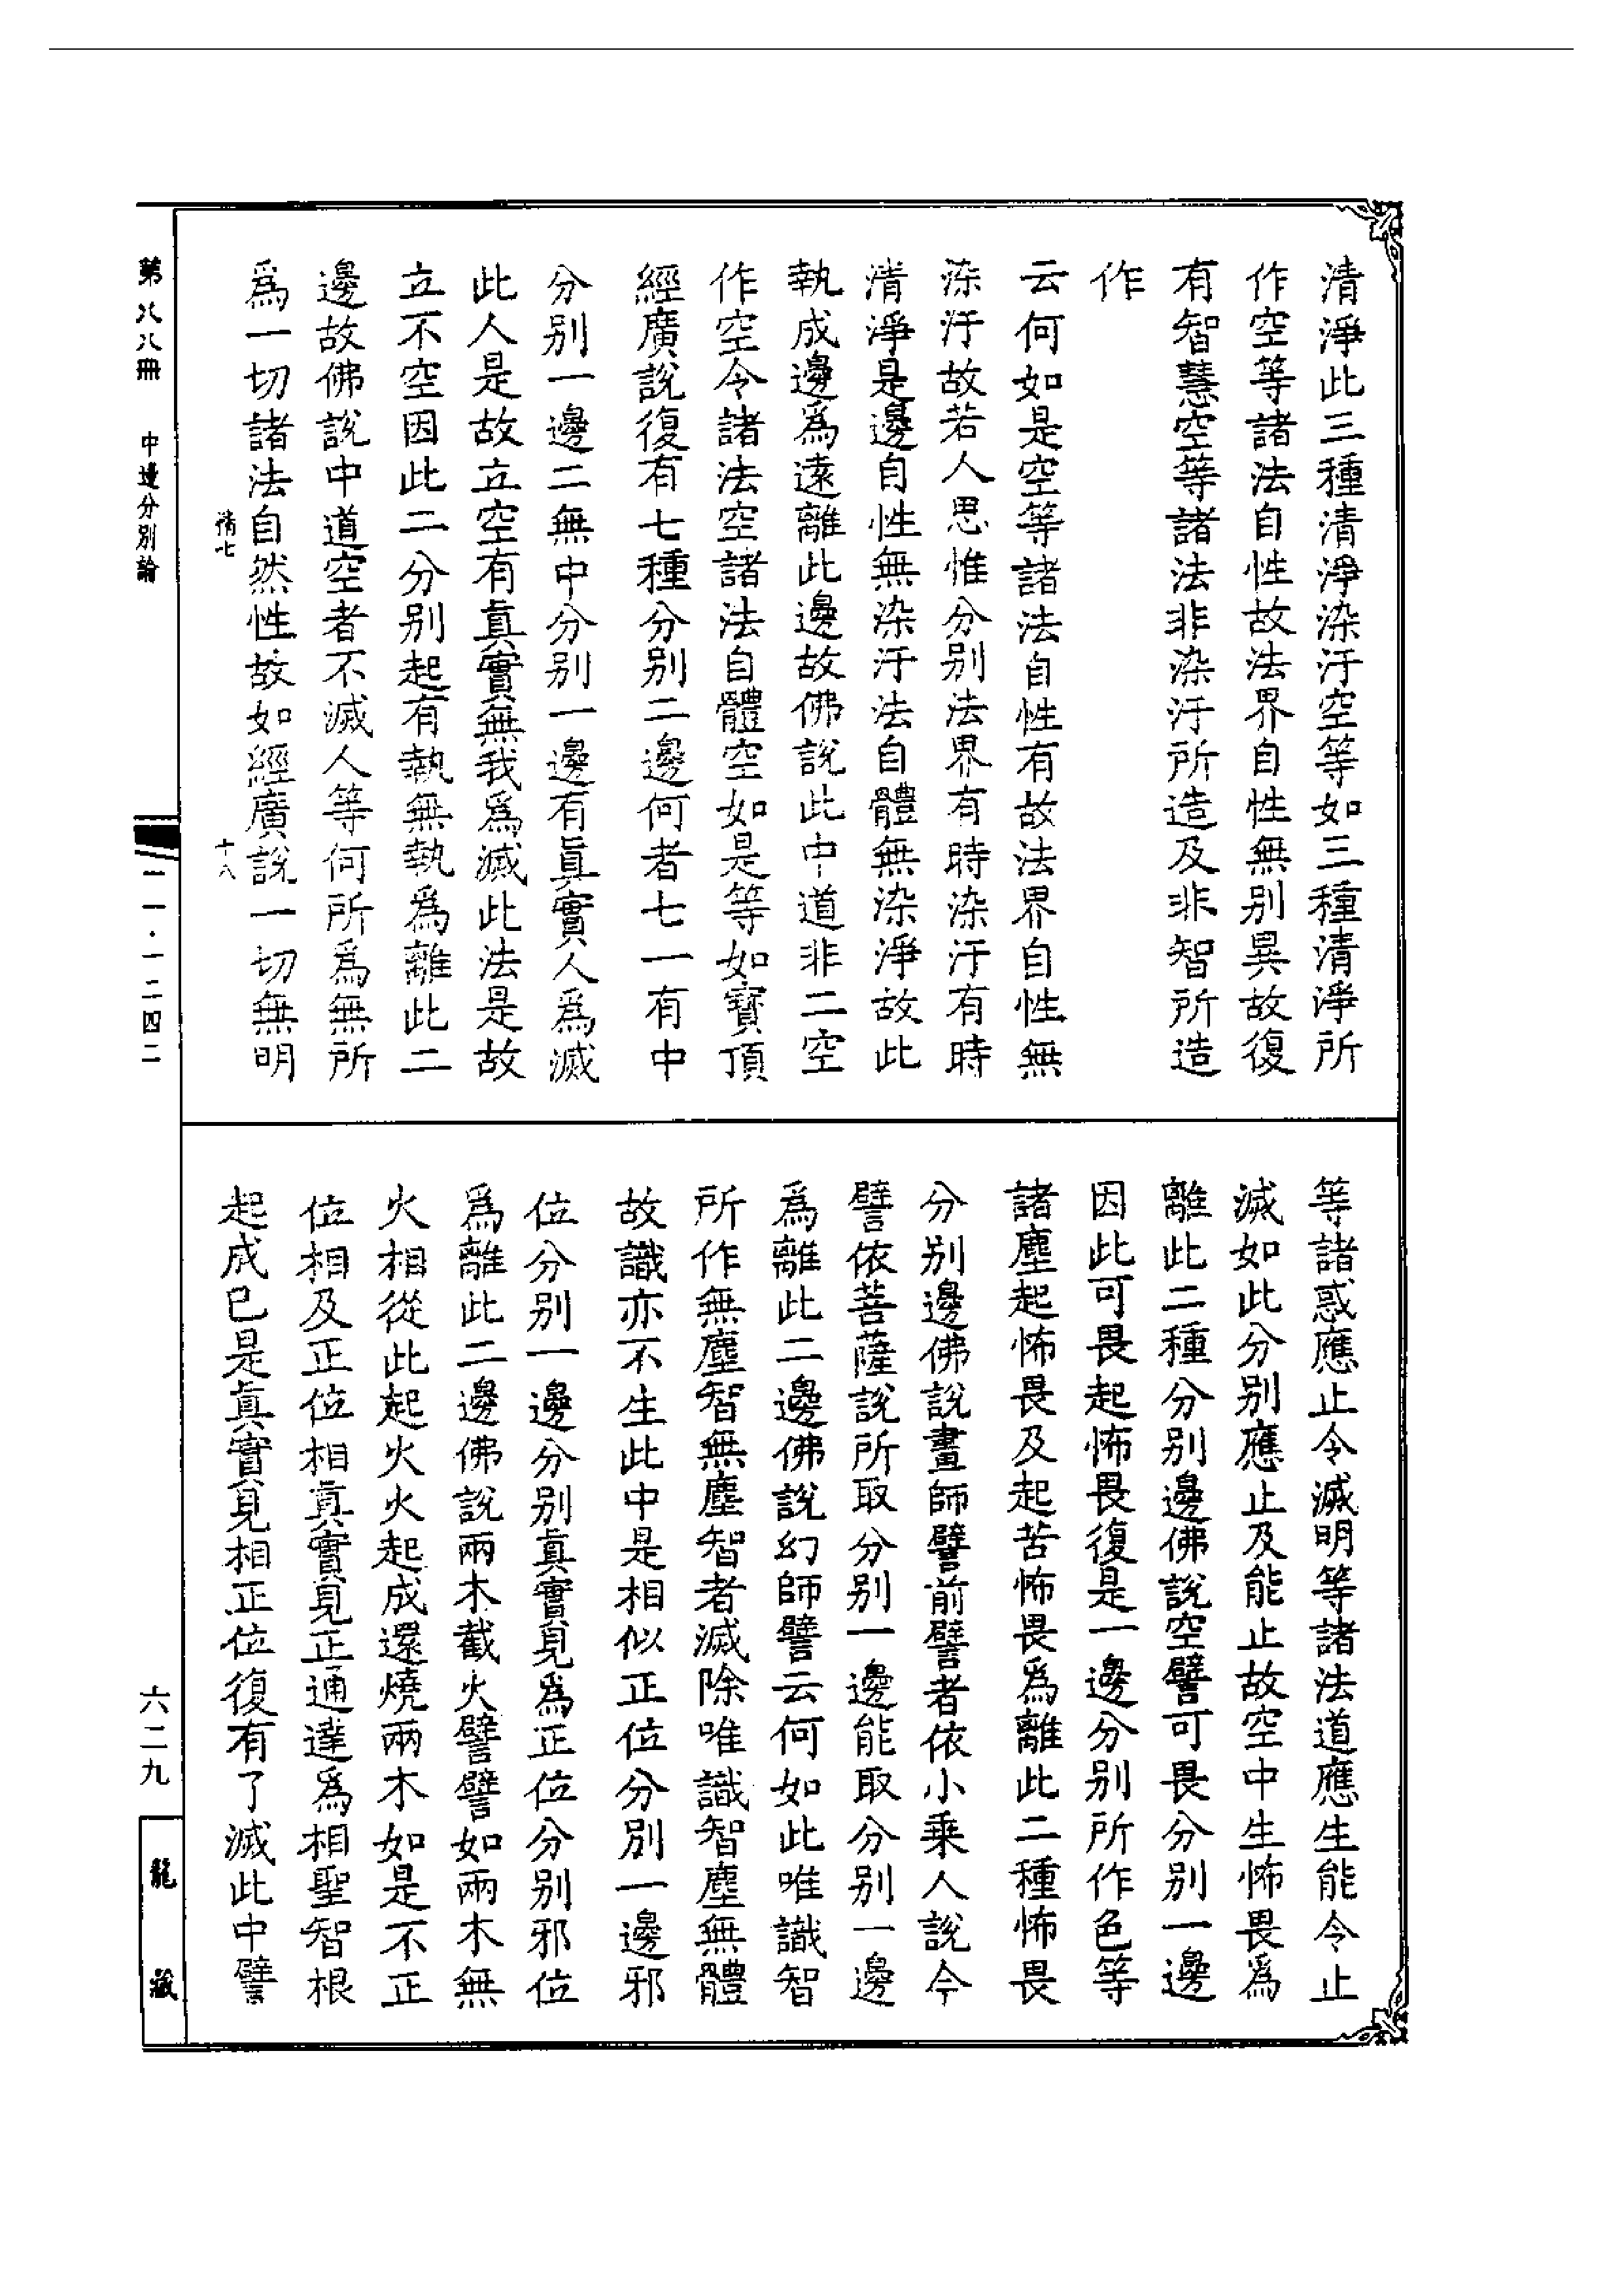 清淨此三種清淨染汙空等如三種清淨所
作空等諸法自性故法界自性無別異故復
有智慧空等諸法非染汙所造及非智所造
作
云何如是空等諸法自性有故法界自性無
染汙故若人思惟分別法界有時染汙有時
清淨是邊自性無染汙法自體無染淨故此
執成邊爲遠離此邊故佛說此中道非二空
作空令諸法空諸法自體空如是等如寶頂
經廣說復有七種分別二邊何者七一有中
分別一邊二無中分別一邊有眞實人爲滅
此人是故立空有眞實無我爲滅此法是故
立不空因此二分別起有執無執爲離此二
邊故佛說中道空者不滅人等何所爲無所
爲一切諸法自然性故如經廣說一切無明
等諸惑應止令滅明等諸法道應生能令止
滅如此分別應止及能止故空中生怖畏爲
離此二種分別邊佛說空譬可畏分別一邊
因此可畏起怖畏復是一邊分別所作色等
諸塵起怖畏及起苦怖畏爲離此二種怖畏
分別邊佛說畫師譬前譬者依小乘人說今
譬依菩薩說所取分別一邊能取分別一邊
爲離此二邊佛說幻師譬云何如此唯識智
所作無塵智無塵智者滅除唯識智塵無體
故識亦不生此中是相似正位分別一邊邪
位分別一邊分別眞實見爲正位分別邪位
爲離此二邊佛說兩木截火譬譬如兩木無
火相從此起火火起成還燒兩木如是不正
位相及正位相眞實見正通達爲相聖智根
起成已是眞實見相正位復有了滅此中譬
第八八冊　中邊分別論
二一·一二四二
六二九
龍藏
十六